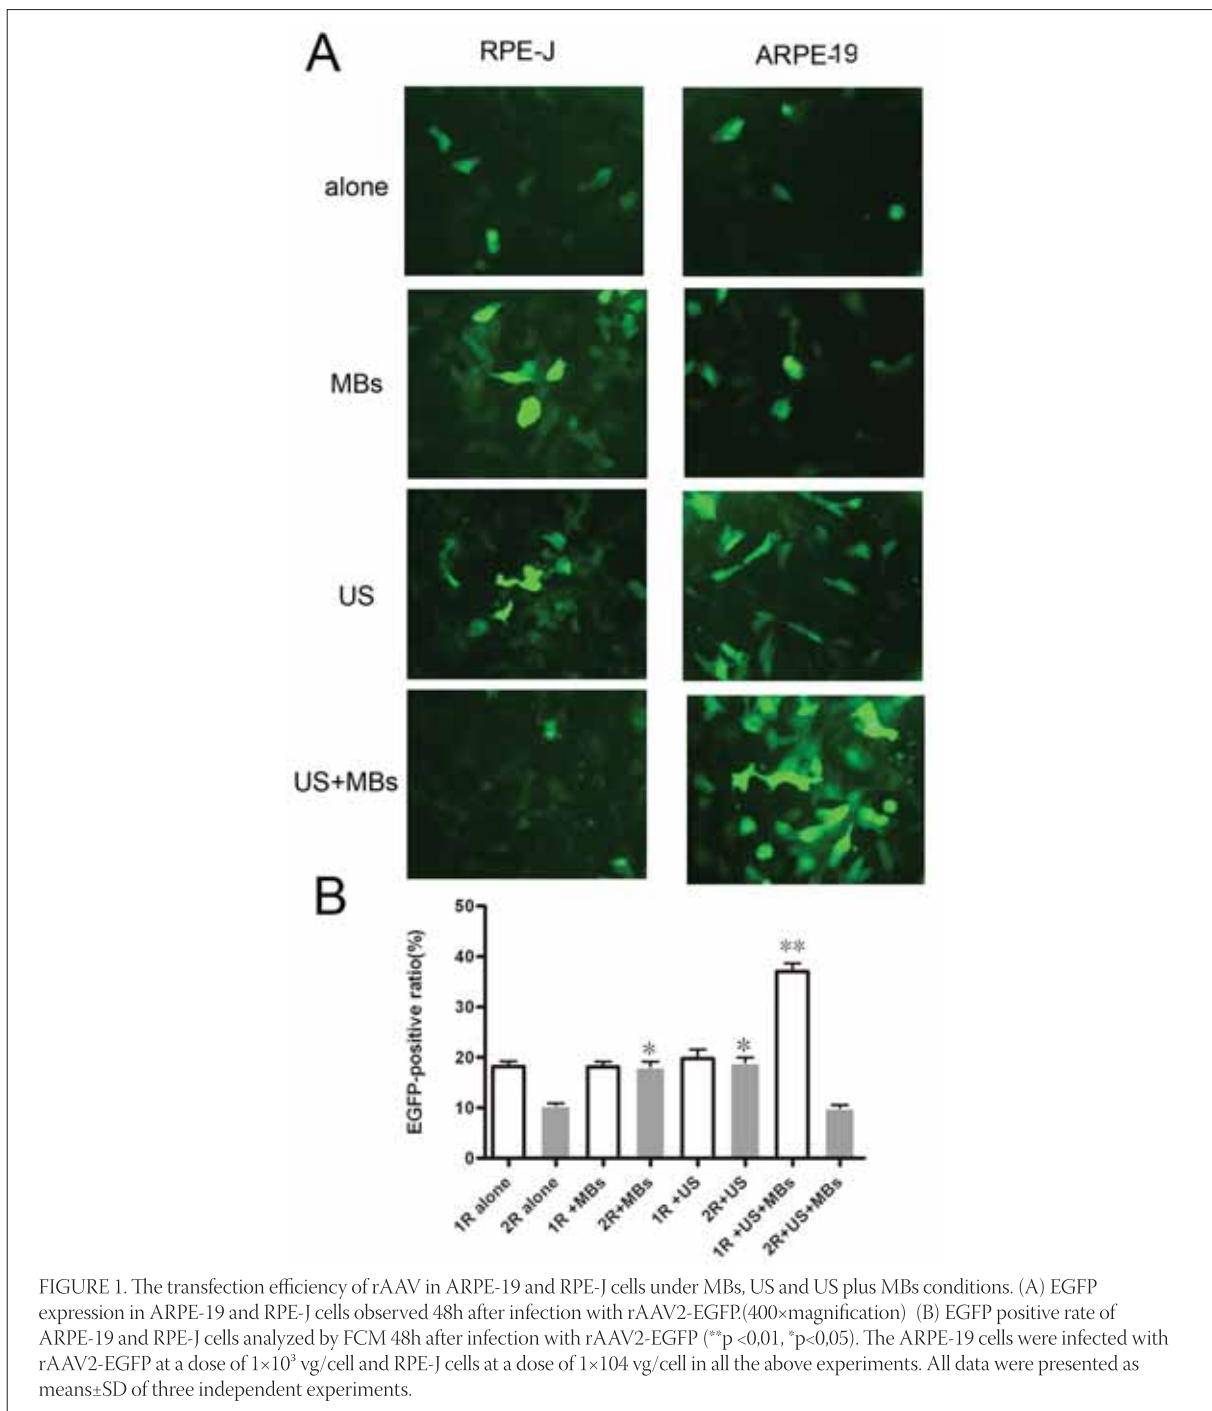 A
RPE-J
ARPE-19
alone
MBs
US
US+MBs
B
EGFP-positive ratio(%)
50
40
30
20
10
0
*
*
**
1R alone
2R alone
1R +MBs
2R+MBs
1R +US
2R+US
1R +US+MBs
2R+US+MBs
FIGURE 1. The transfection efficiency of rAAV in ARPE-19 and RPE-J cells under MBs, US and US plus MBs conditions. (A) EGFP
expression in ARPE-19 and RPE-J cells observed 48h after infection with rAAV2-EGFP.(400×magnification) (B) EGFP positive rate of
ARPE-19 and RPE-J cells analyzed by FCM 48h after infection with rAAV2-EGFP (**p <0,01, *p<0,05). The ARPE-19 cells were infected with
rAAV2-EGFP at a dose of 1×10³ vg/cell and RPE-J cells at a dose of 1×104 vg/cell in all the above experiments. All data were presented as
means±SD of three independent experiments.